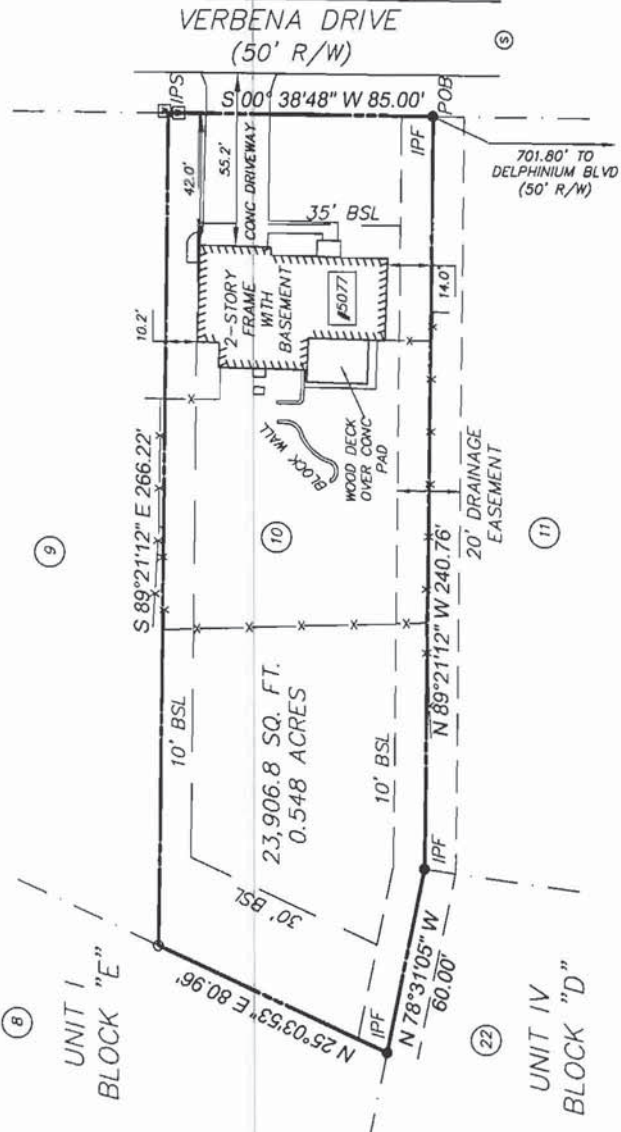 VERBENA DRIVE
(50' R/W)
S
IPS
S 00° 38'48" W 85.00'
POB
IPF
701.80' TO
DELPHINIUM BLVD
(50' R/W)
42.0'
55.2'
CONC DRIVEWAY
35' BSL
10.2'
2-STORY
FRAME
WITH
BASEMENT
14.0'
BLOCK WALL
WOOD DECK
OVER CONC
PAD
S 89°21'12" E 266.22'
9
10
20' DRAINAGE
EASEMENT
11
N 89°21'12" W 240.76'
10' BSL
23,906.8 SQ. FT.
0.548 ACRES
10' BSL
30' BSL
IPF
N 25°03'53" E 80.96'
IPF
N 78°31'05" W
60.00'
8
UNIT I
BLOCK "E"
22
UNIT IV
BLOCK "D"